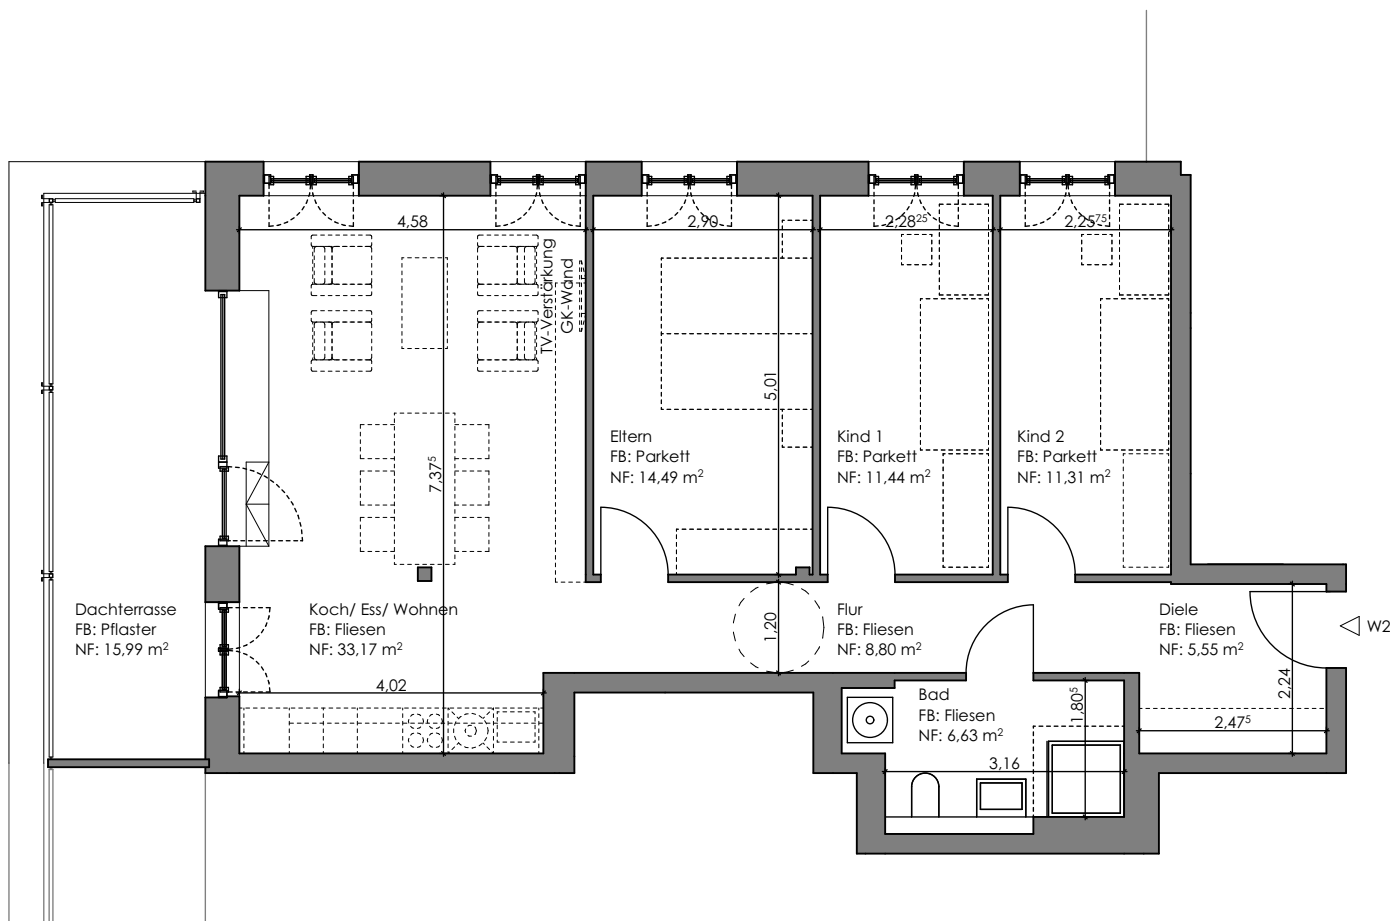 4,58
2,90
2,28²⁵
2,25⁷⁵
TV-Verstärkung
GK-Wand
5,01
7,37⁵
Eltern
FB: Parkett
NF: 14,49 m²
Kind 1
FB: Parkett
NF: 11,44 m²
Kind 2
FB: Parkett
NF: 11,31 m²
Dachterrasse
FB: Pflaster
NF: 15,99 m²
Koch/ Ess/ Wohnen
FB: Fliesen
NF: 33,17 m²
1,20
Flur
FB: Fliesen
NF: 8,80 m²
Diele
FB: Fliesen
NF: 5,55 m²
W2
4,02
Bad
FB: Fliesen
NF: 6,63 m²
1,80⁵
2,24
2,47⁵
3,16